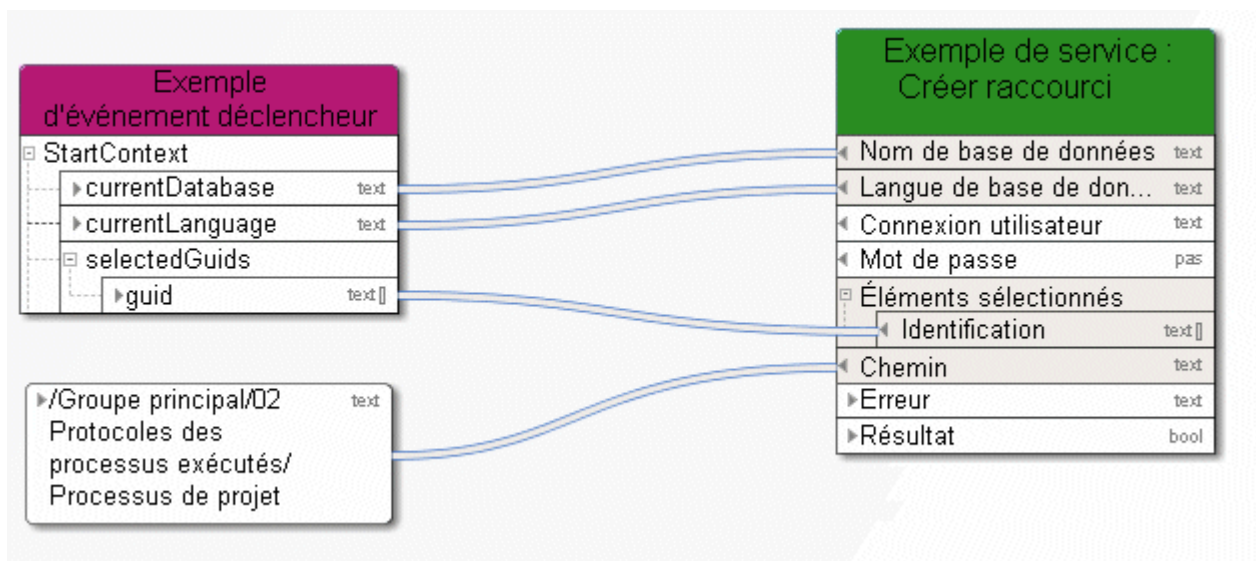 Exemple
d'événement déclencheur
StartContext
currentDatabase text
currentLanguage text
selectedGuids
guid text[]
/Groupe principal/02 text
Protocoles des
processus exécutés/
Processus de projet
Exemple de service :
Créer raccourci
Nom de base de données text
Langue de base de don... text
Connexion utilisateur text
Mot de passe pas
Éléments sélectionnés
Identification text[]
Chemin text
Erreur text
Résultat bool